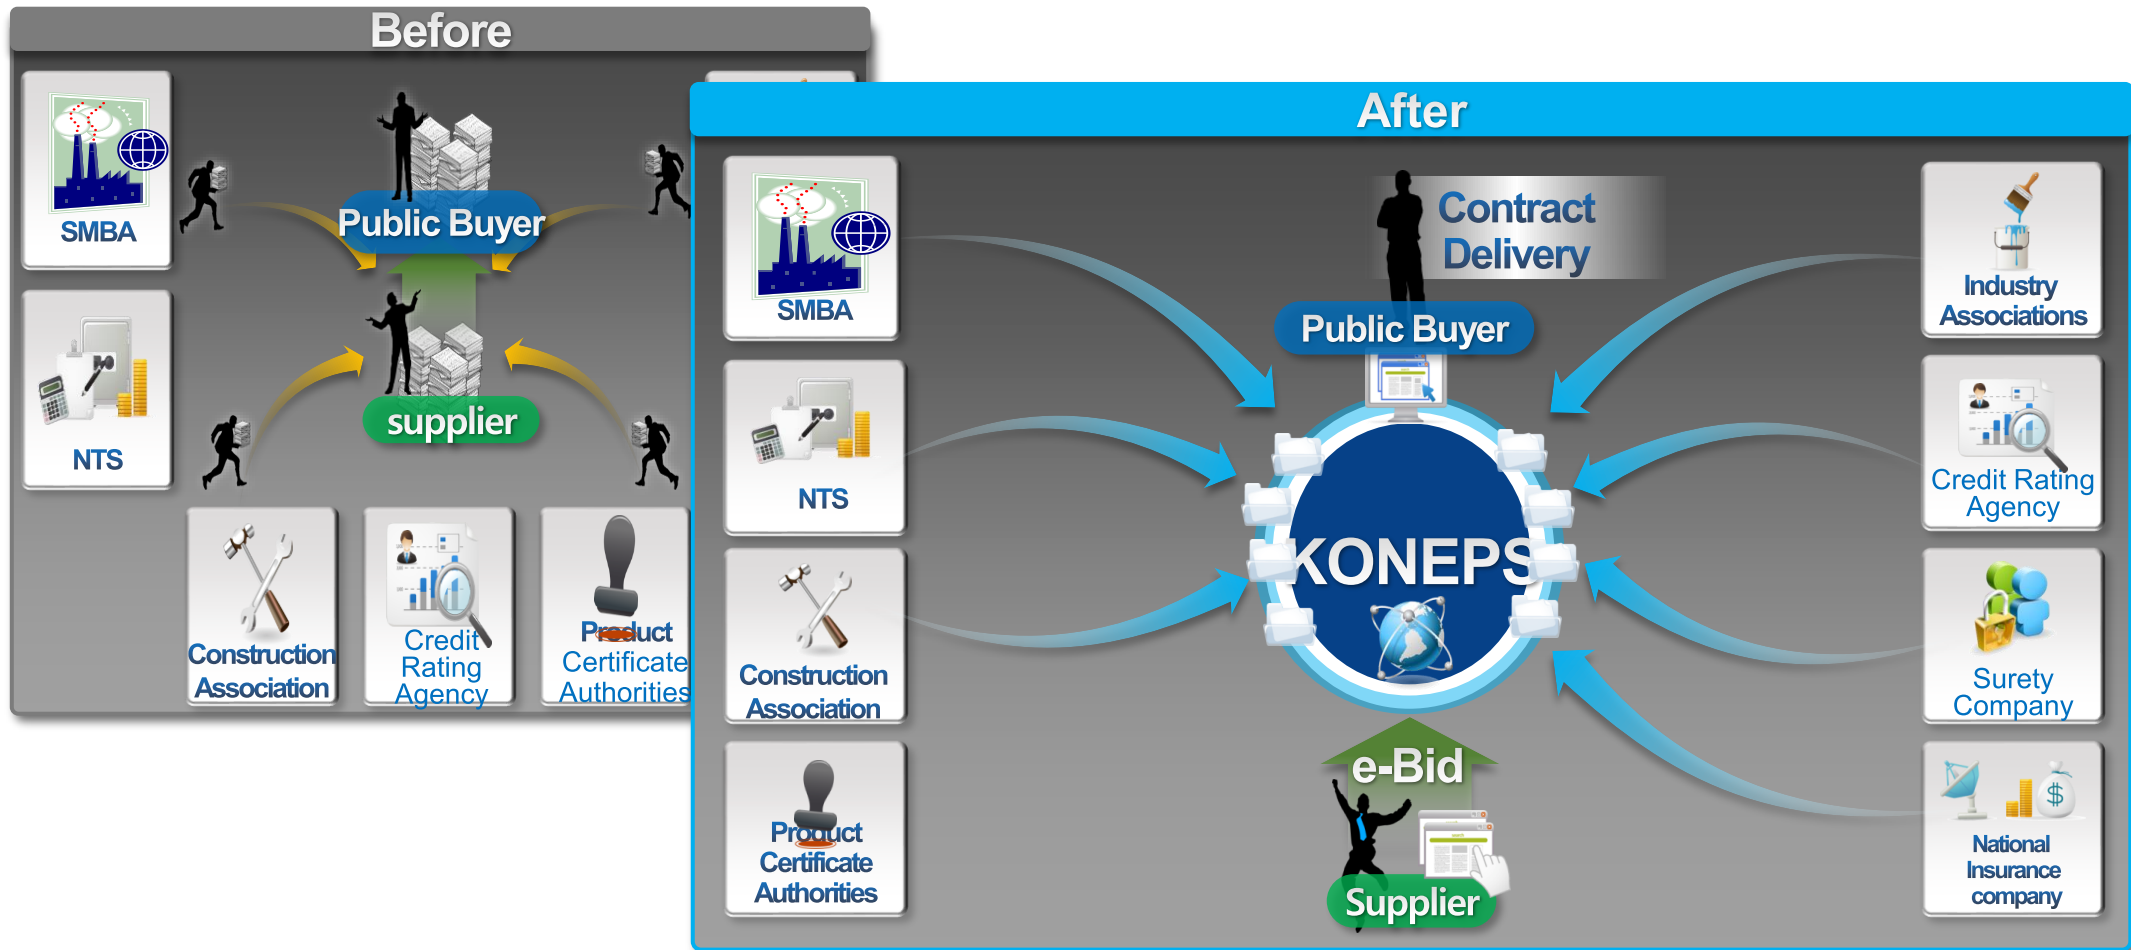 Before
SMBA
Public Buyer
NTS
supplier
Construction
Association
Credit
Rating
Agency
Product
Certificate
Authorities
After
SMBA
NTS
Construction
Association
Product
Certificate
Authorities
Contract
Delivery
Public Buyer
KONEPS
e-Bid
Supplier
Industry
Associations
Credit Rating
Agency
Surety
Company
National
Insurance
company